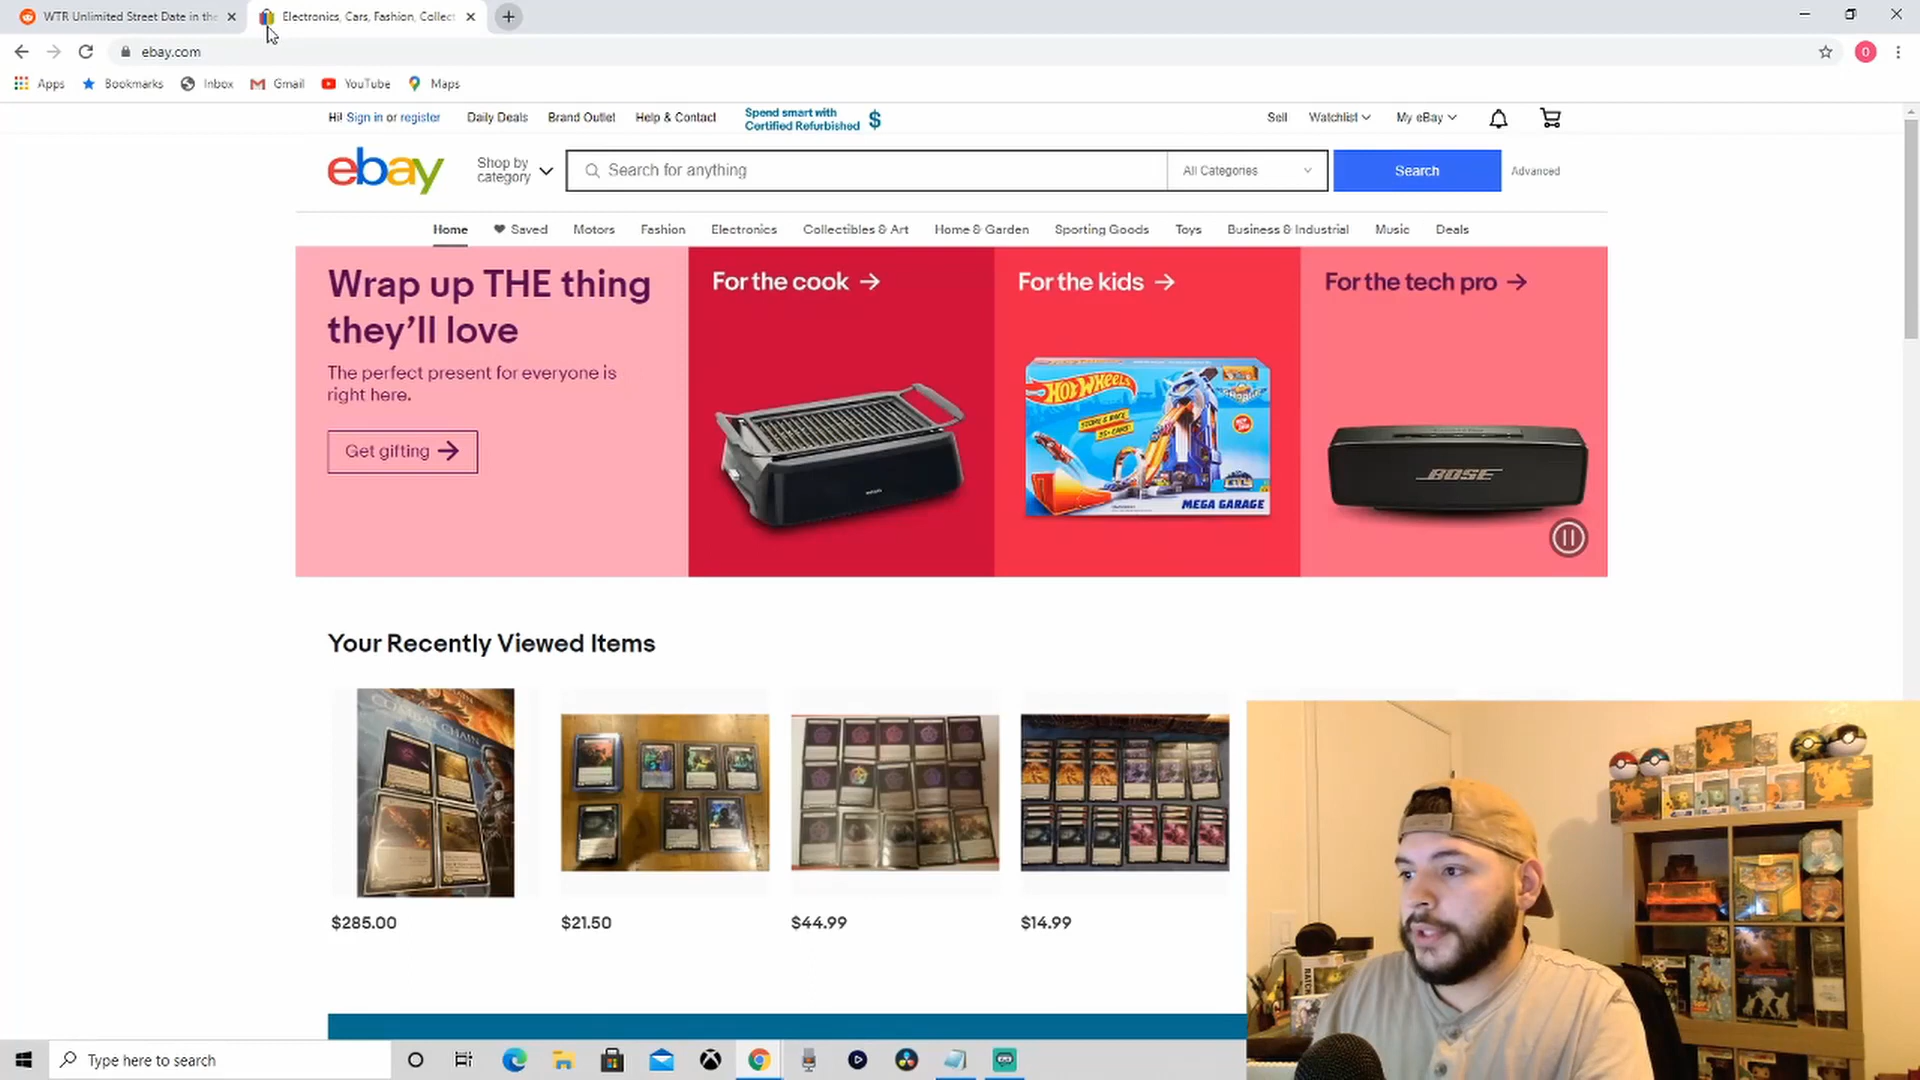 WTR Unlimited Street Date in the
Electronics, Cars, Fashion, Collect
ebay.com
O
Apps
Bookmarks
Inbox
Gmail
YouTube
Maps
Hi! Sign in or register
Daily Deals
Brand Outlet
Help & Contact
Spend smart with
Certified Refurbished
$
Sell
Watchlist
My eBay
ebay
Shop by
category
Search for anything
All Categories
Search
Advanced
Home
Saved
Motors
Fashion
Electronics
Collectibles & Art
Home & Garden
Sporting Goods
Toys
Business & Industrial
Music
Deals
Wrap up THE thing
they'll love
The perfect present for everyone is
right here.
Get gifting →
For the cook →
For the kids →
For the tech pro →
HOT WHEELS
MEGA GARAGE
BOSE
Your Recently Viewed Items
COMBAT CHAIN
$285.00
$21.50
$44.99
$14.99
Type here to search